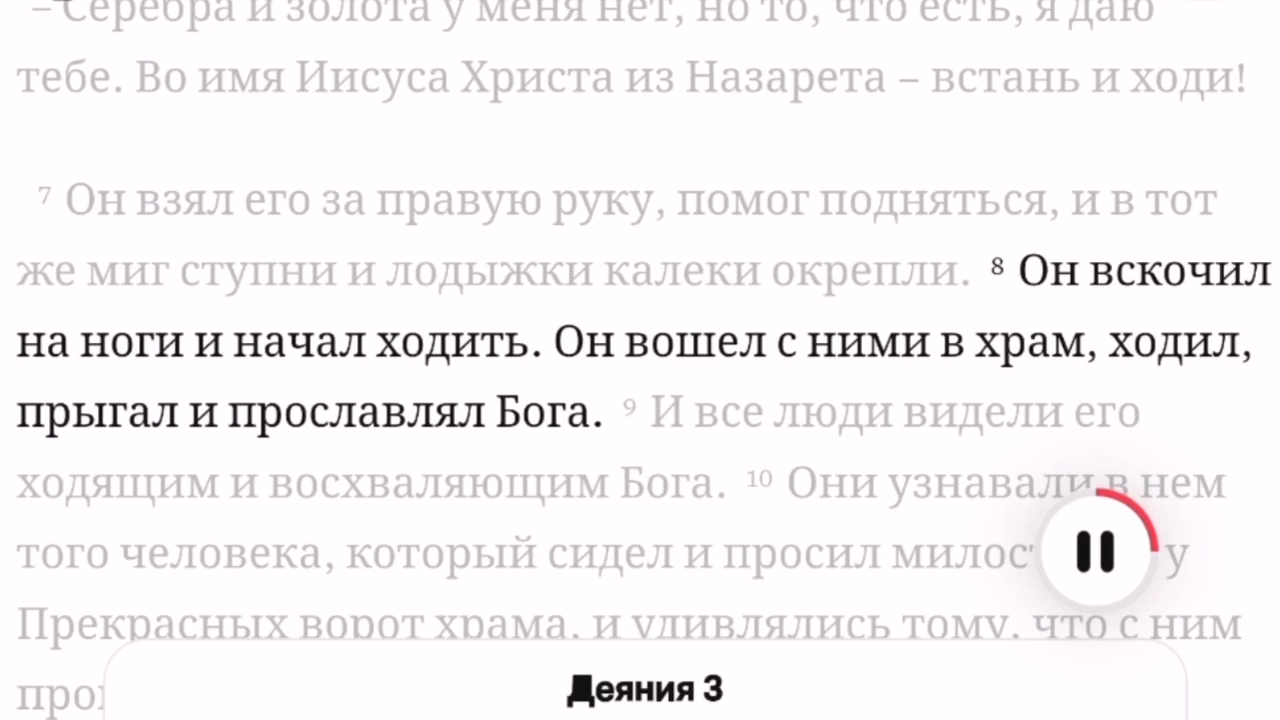 – Серебра и золота у меня нет, но то, что есть, я даю
тебе. Во имя Иисуса Христа из Назарета – встань и ходи!
7 Он взял его за правую руку, помог подняться, и в тот
же миг ступни и лодыжки калеки окрепли. 8 Он вскочил
на ноги и начал ходить. Он вошел с ними в храм, ходил,
прыгал и прославлял Бога. 9 И все люди видели его
ходящим и восхваляющим Бога. 10 Они узнавали в нем
того человека, который сидел и просил у
Прекрасных ворот храма, и удивлялись тому, что с ним
Деяния 3